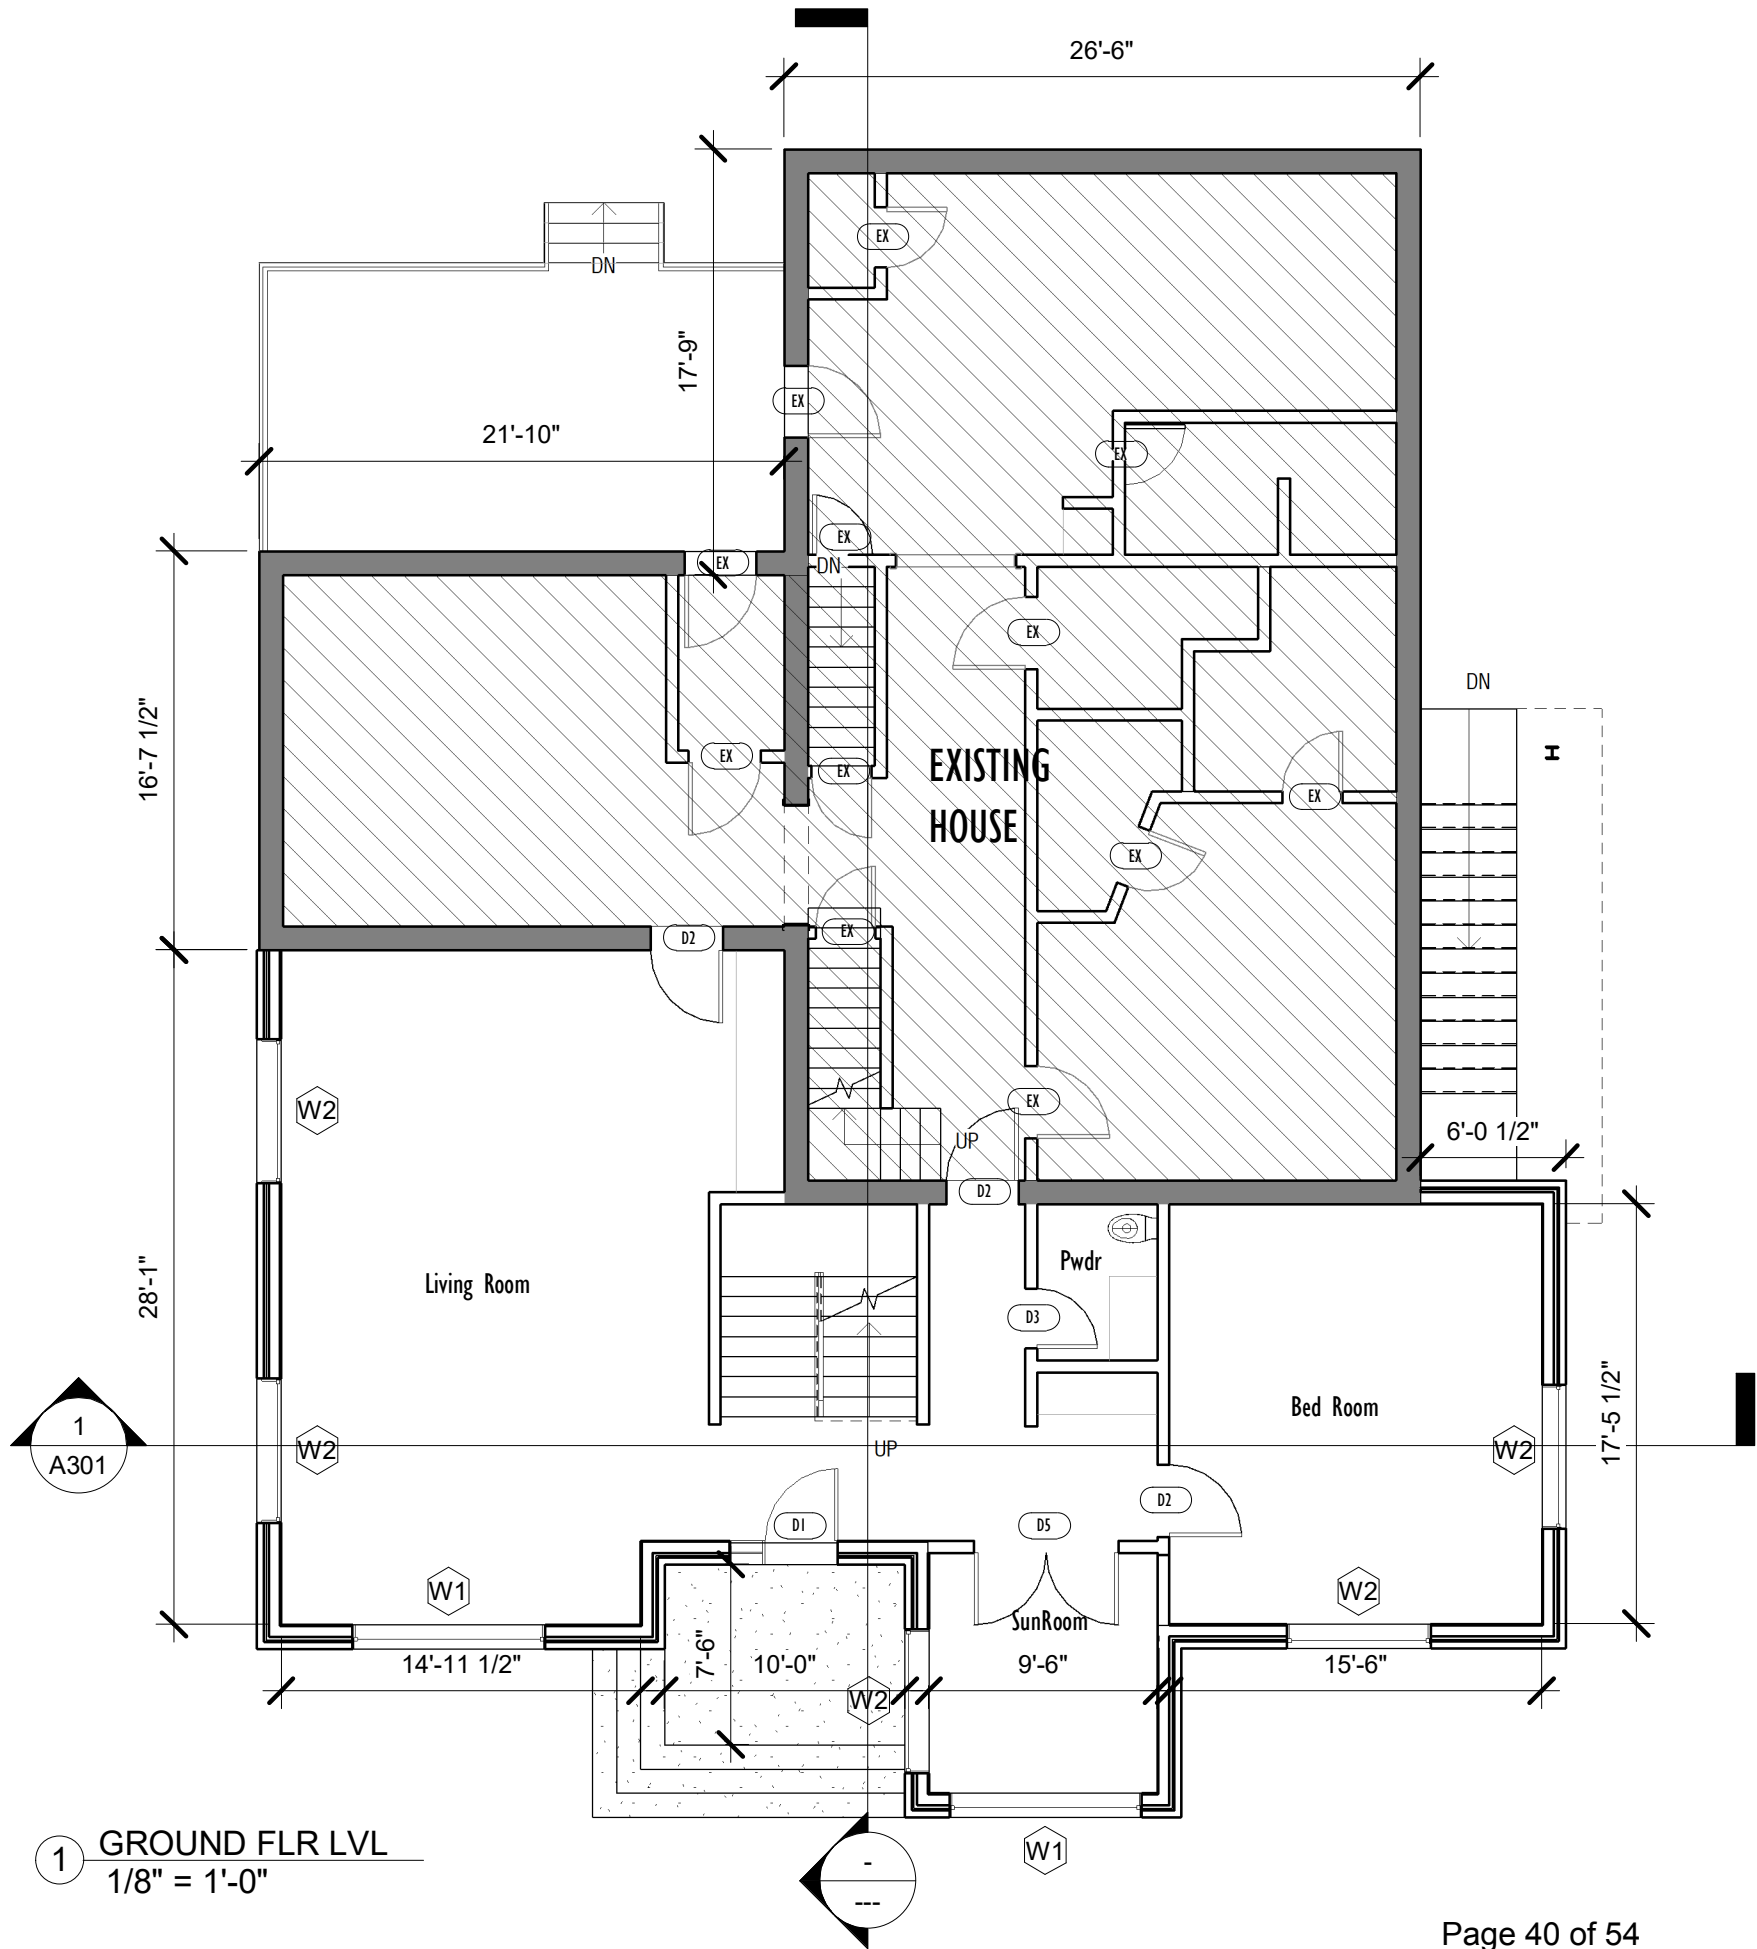 26'-6"
EX
DN
17'-9"
EX
21'-10"
EX
EX
EX
DN
EX
DN
16'-7 1/2"
EX
EX
EXISTING
HOUSE
EX
EX
EX
D2
W2
EX
6'-0 1/2"
UP
D2
Pwdr
Living Room
28'-1"
D3
Bed Room
17'-5 1/2"
1
A301
W2
UP
W2
D2
D1
D5
W1
W2
SunRoom
14'-11 1/2"
7'-6"
10'-0"
9'-6"
15'-6"
W2
1
GROUND FLR LVL
1/8" = 1'-0"
W1
-
---
Page 40 of 54